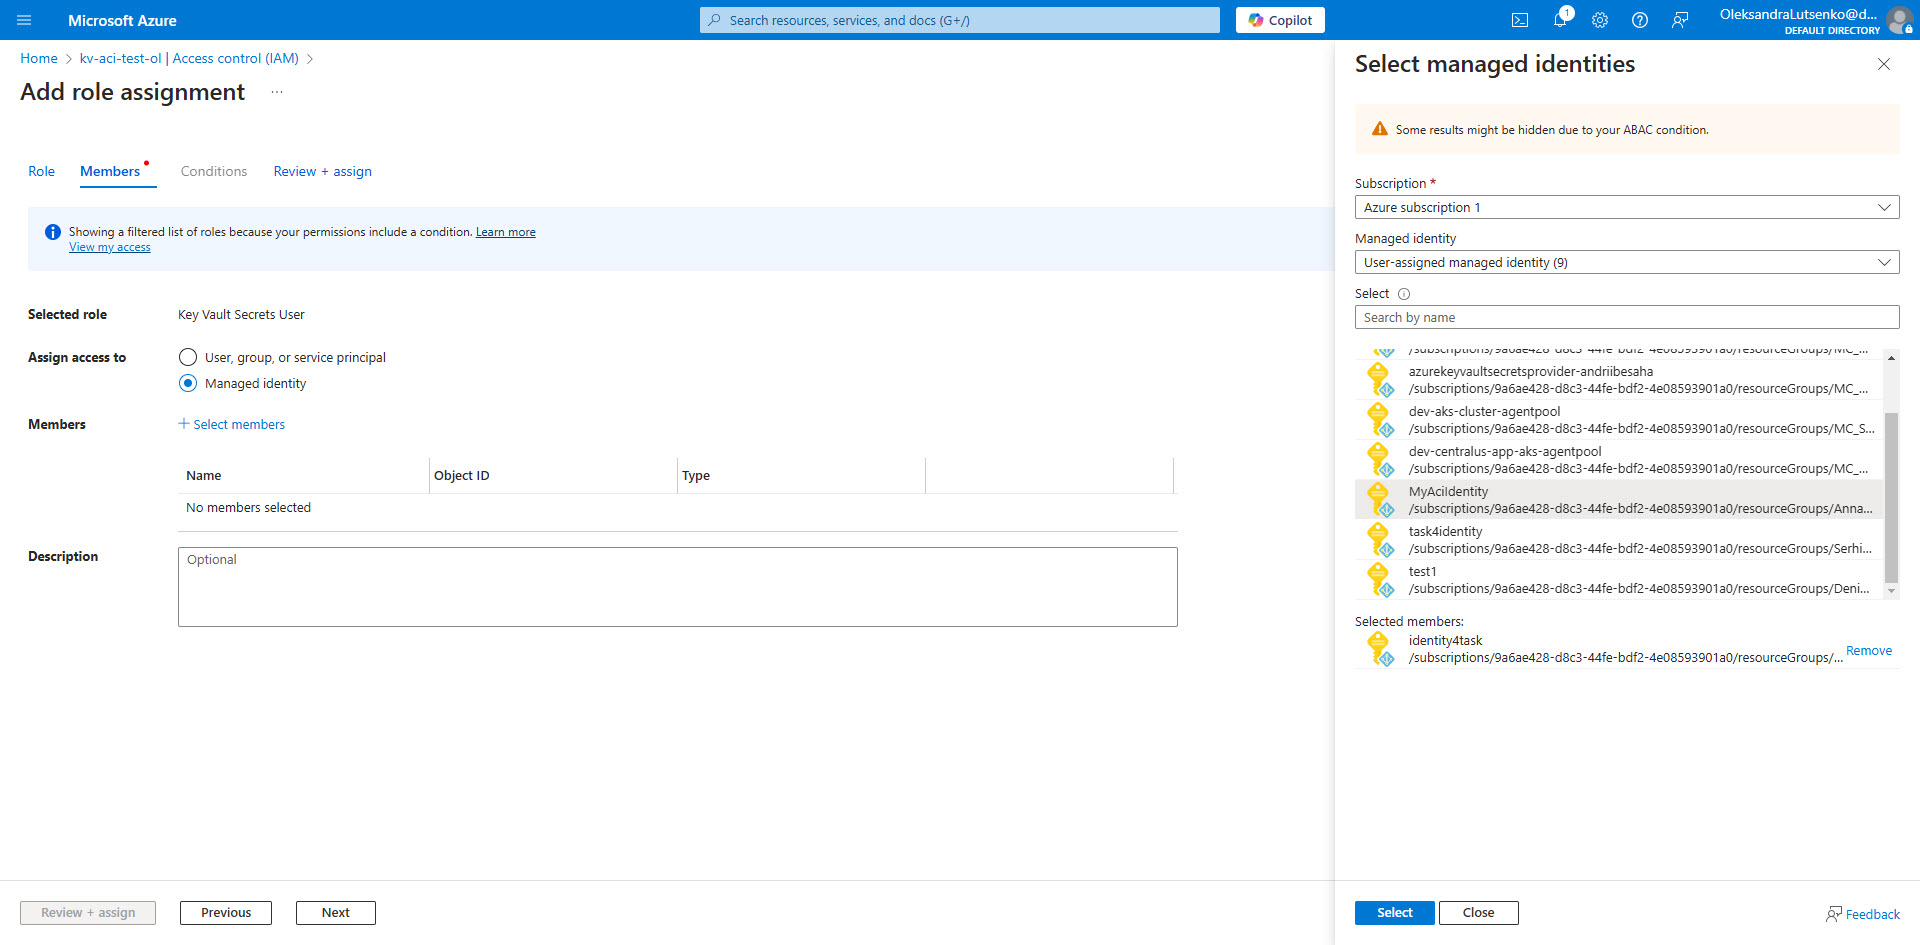 Microsoft Azure
Search resources, services, and docs (G+/)
Copilot
1
OleksandraLutsenko@d...
DEFAULT DIRECTORY
Home > kv-aci-test-ol | Access control (IAM) >
Add role assignment ...
Role Members Conditions Review + assign
Showing a filtered list of roles because your permissions include a condition. Learn more
View my access
Selected role Key Vault Secrets User
Assign access to User, group, or service principal
Managed identity
Members + Select members
Name Object ID Type
No members selected
Description Optional
Review + assign Previous Next
Select managed identities
Some results might be hidden due to your ABAC condition.
Subscription *
Azure subscription 1
Managed identity
User-assigned managed identity (9)
Select
Search by name
/subscriptions/9a6ae428-d8c3-44fe-bdf2-4e08593901a0/resourceGroups/MC_...
azurekeyvaultsecretsprovider-andriibesaha
/subscriptions/9a6ae428-d8c3-44fe-bdf2-4e08593901a0/resourceGroups/MC_...
dev-aks-cluster-agentpool
/subscriptions/9a6ae428-d8c3-44fe-bdf2-4e08593901a0/resourceGroups/MC_S...
dev-centralus-app-aks-agentpool
/subscriptions/9a6ae428-d8c3-44fe-bdf2-4e08593901a0/resourceGroups/MC_...
MyAciIdentity
/subscriptions/9a6ae428-d8c3-44fe-bdf2-4e08593901a0/resourceGroups/Anna...
task4identity
/subscriptions/9a6ae428-d8c3-44fe-bdf2-4e08593901a0/resourceGroups/Serhi...
test1
/subscriptions/9a6ae428-d8c3-44fe-bdf2-4e08593901a0/resourceGroups/Deni...
Selected members:
identity4task
/subscriptions/9a6ae428-d8c3-44fe-bdf2-4e08593901a0/resourceGroups/... Remove
Select Close
Feedback